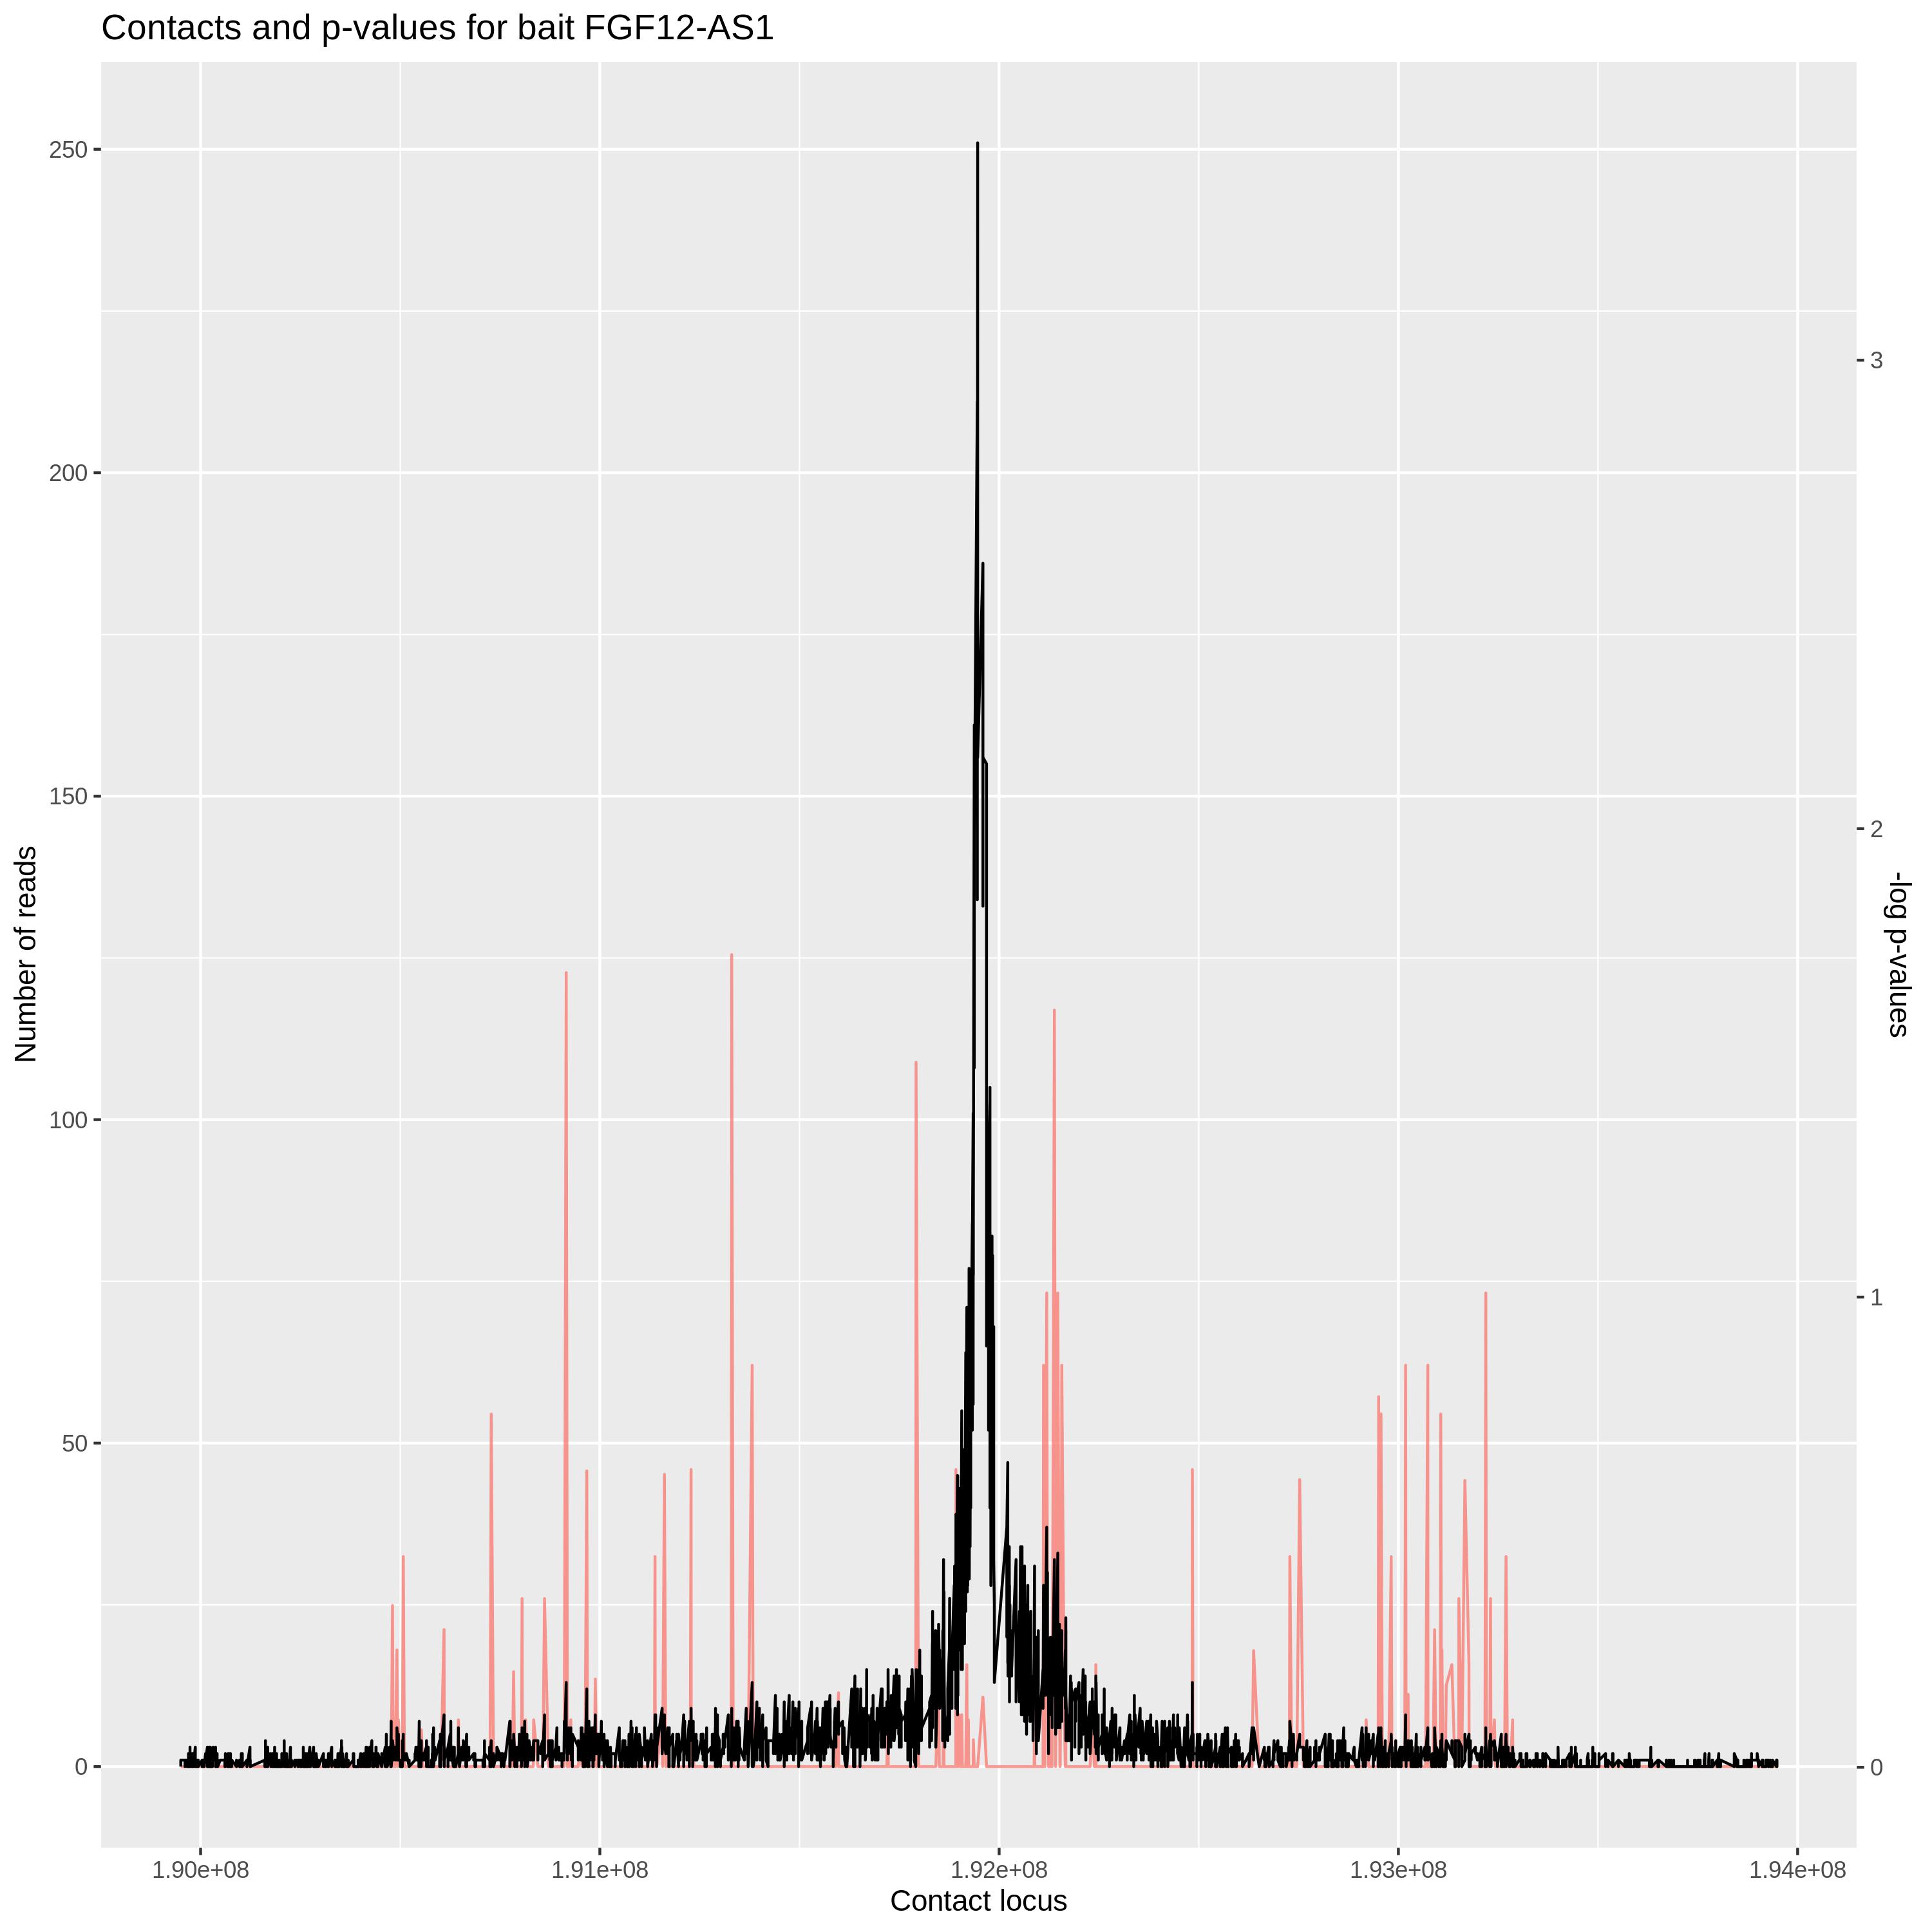 Contacts and p-values for bait FGF12-AS1
250
200
150
100
50
0
Number of reads
3
2
1
0
-log p-values
1.90e+08
1.91e+08
1.92e+08
1.93e+08
1.94e+08
Contact locus